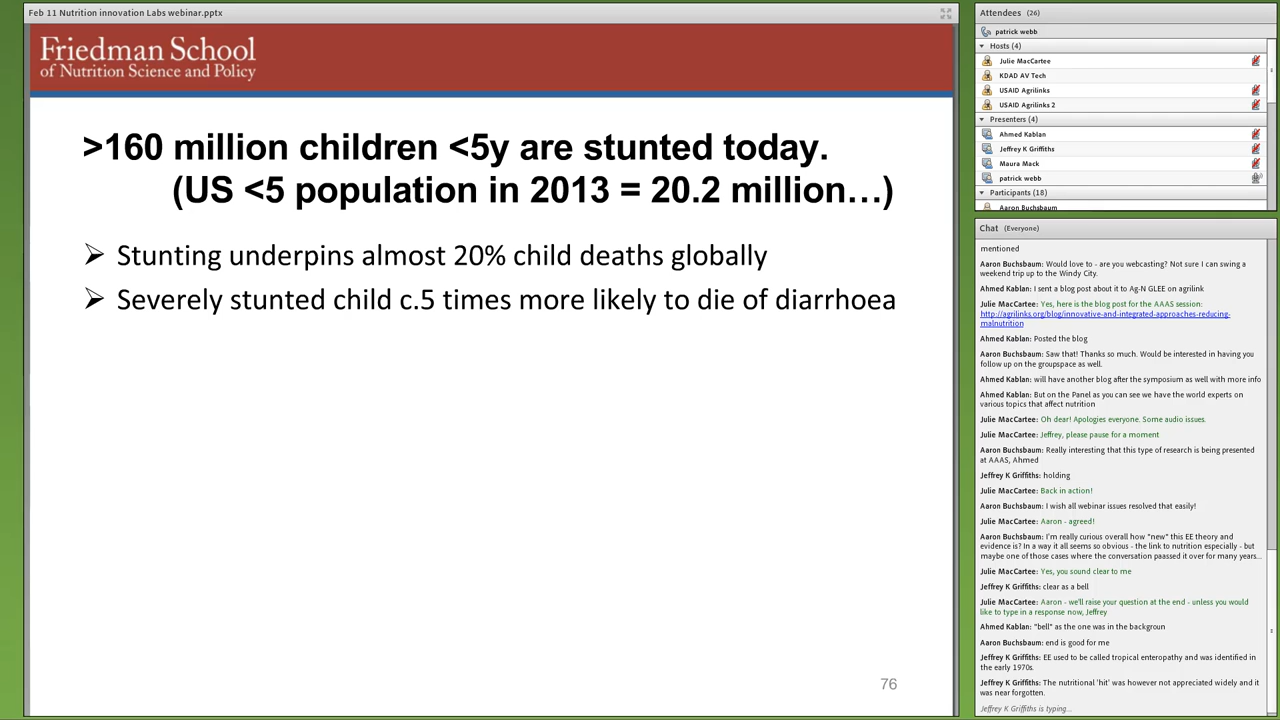 Feb 11 Nutrition innovation Labs webinar.pptx
Friedman School
of Nutrition Science and Policy
>160 million children <5y are stunted today.
(US <5 population in 2013 = 20.2 million…)
Stunting underpins almost 20% child deaths globally
Severely stunted child c.5 times more likely to die of diarrhoea
76
Attendees (26)
patrick webb
Hosts (4)
Julie MacCartee
KDAD AV Tech
USAID Agrilinks
USAID Agrilinks 2
Presenters (4)
Ahmed Kablan
Jeffrey K Griffiths
Maura Mack
patrick webb
Participants (18)
Aaron Buchsbaum
Chat (Everyone)
mentioned
Aaron Buchsbaum: Would love to - are you webcasting? Not sure I can swing a
weekend trip up to the Windy City.
Ahmed Kablan: I sent a blog post about it to Ag-N GLEE on agrilink
Julie MacCartee: Yes, here is the blog post for the AAAS session:
http://agrilinks.org/blog/innovative-and-integrated-approaches-reducing-
malnutrition
Ahmed Kablan: Posted the blog
Aaron Buchsbaum: Saw that! Thanks so much. Would be interested in having you
follow up on the groupspace as well.
Ahmed Kablan: will have another blog after the symposium as well with more info
Ahmed Kablan: But on the Panel as you can see we have the world experts on
various topics that affect nutrition
Julie MacCartee: Oh dear! Apologies everyone. Some audio issues.
Julie MacCartee: Jeffrey, please pause for a moment
Aaron Buchsbaum: Really interesting that this type of research is being presented
at AAAS, Ahmed
Jeffrey K Griffiths: holding
Julie MacCartee: Back in action!
Aaron Buchsbaum: I wish all webinar issues resolved that easily!
Julie MacCartee: Aaron - agreed!
Aaron Buchsbaum: I'm really curious overall how "new" this EE theory and
evidence is? In a way it all seems so obvious - the link to nutrition especially - but
maybe one of those cases where the conversation passed it over for many years...
Julie MacCartee: Yes, you sound clear to me
Jeffrey K Griffiths: clear as a bell
Julie MacCartee: Aaron - we'll raise your question at the end - unless you would
like to type in a response now, Jeffrey
Ahmed Kablan: "bell" as the one was in the backgroun
Aaron Buchsbaum: end is good for me
Jeffrey K Griffiths: EE used to be called tropical enteropathy and was identified in
the early 1970s.
Jeffrey K Griffiths: The nutritional 'hit' was however not appreciated widely and it
was near forgotten.
Jeffrey K Griffiths is typing...